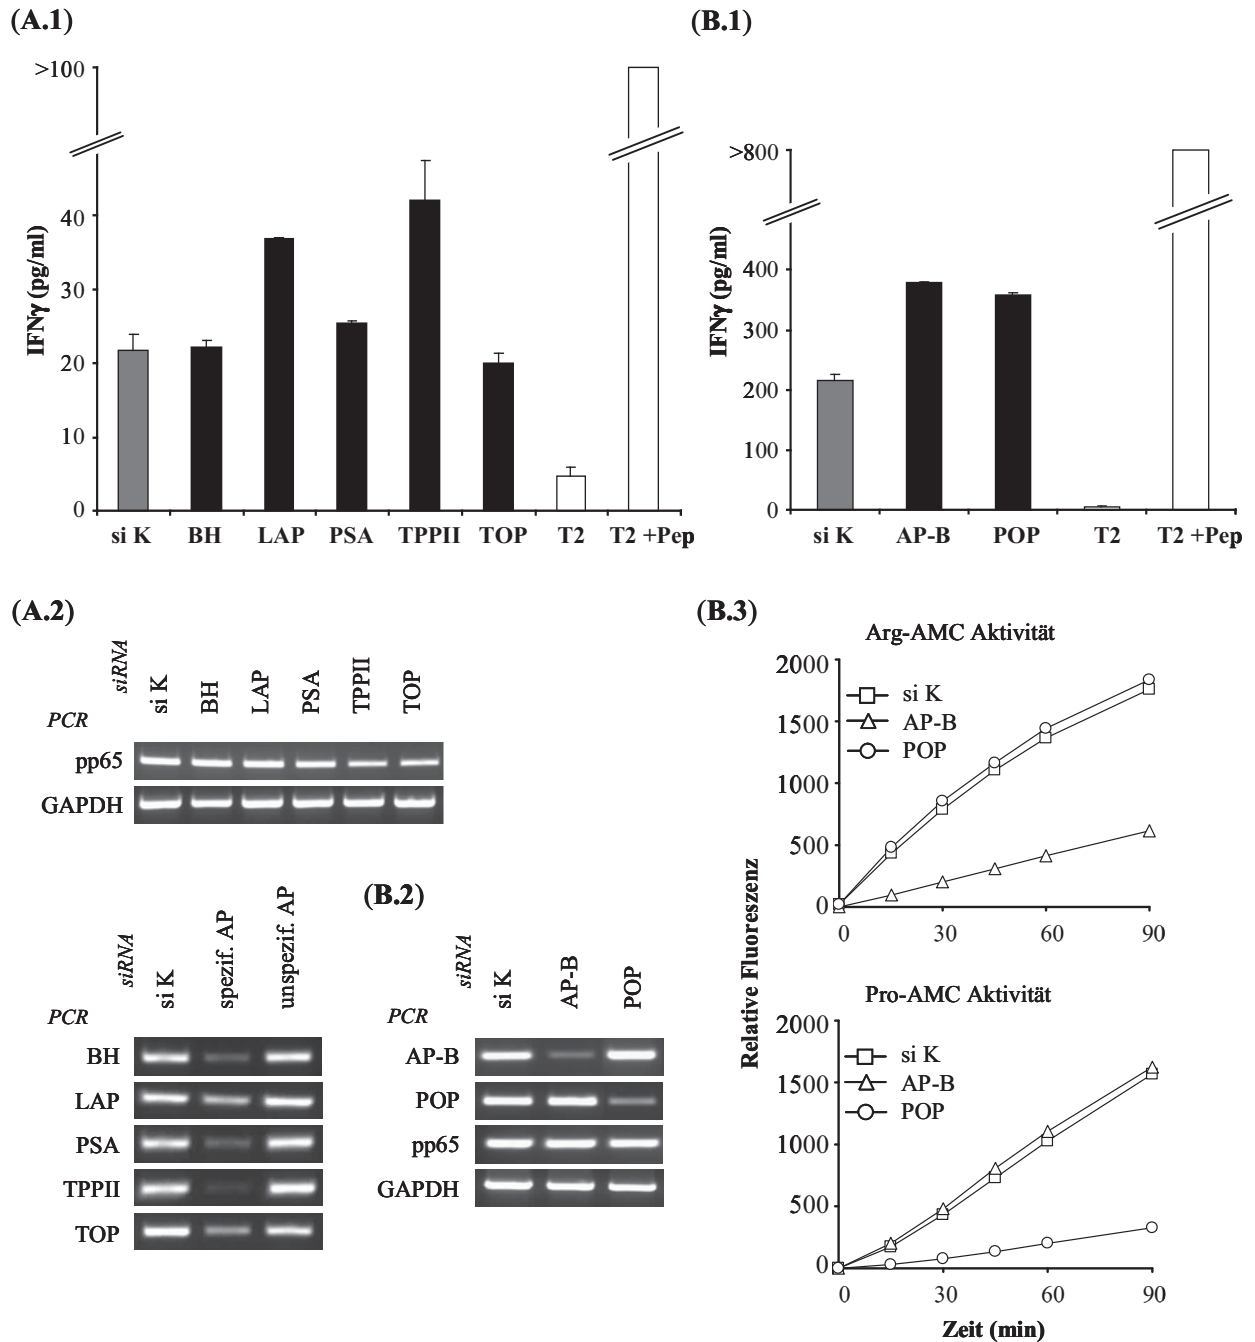 (A.1)
>100
40
30
20
10
0
IFNγ (pg/ml)
si K BH LAP PSA TPPII TOP T2 T2 +Pep
(B.1)
>800
400
300
200
100
0
IFNγ (pg/ml)
si K AP-B POP T2 T2 +Pep
(A.2)
siRNA
si K BH LAP PSA TPPII TOP
PCR
pp65
GAPDH
siRNA
si K spezif. AP unspezif. AP
PCR
BH
LAP
PSA
TPPII
TOP
(B.2)
siRNA
si K AP-B POP
PCR
AP-B
POP
pp65
GAPDH
(B.3)
Relative Fluoreszenz
Arg-AMC Aktivität
2000
1500
1000
500
0
si K
AP-B
POP
0 30 60 90
Pro-AMC Aktivität
2000
1500
1000
500
0
si K
AP-B
POP
0 30 60 90
Zeit (min)